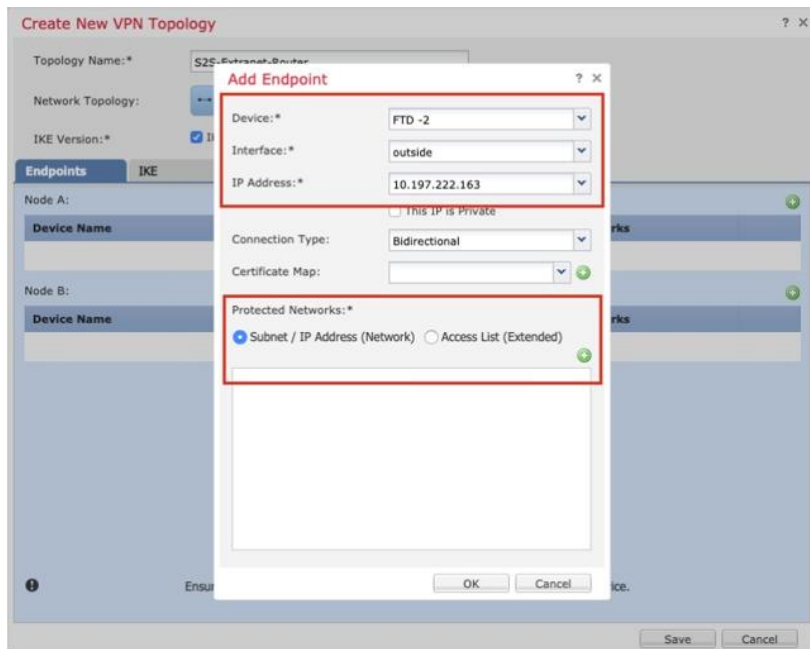 Create New VPN Topology ? ×
Topology Name:* S2S-Extranet-Router
Add Endpoint ? ×
Network Topology:
Device:* FTD -2
IKE Version:*
Interface:* outside
Endpoints IKE
IP Address:* 10.197.222.163
Node A:
This IP is Private
Device Name rks
Connection Type: Bidirectional
Certificate Map:
Node B:
Protected Networks:*
Device Name rks
Subnet / IP Address (Network) Access List (Extended)
OK Cancel
Ensur ice.
Save Cancel